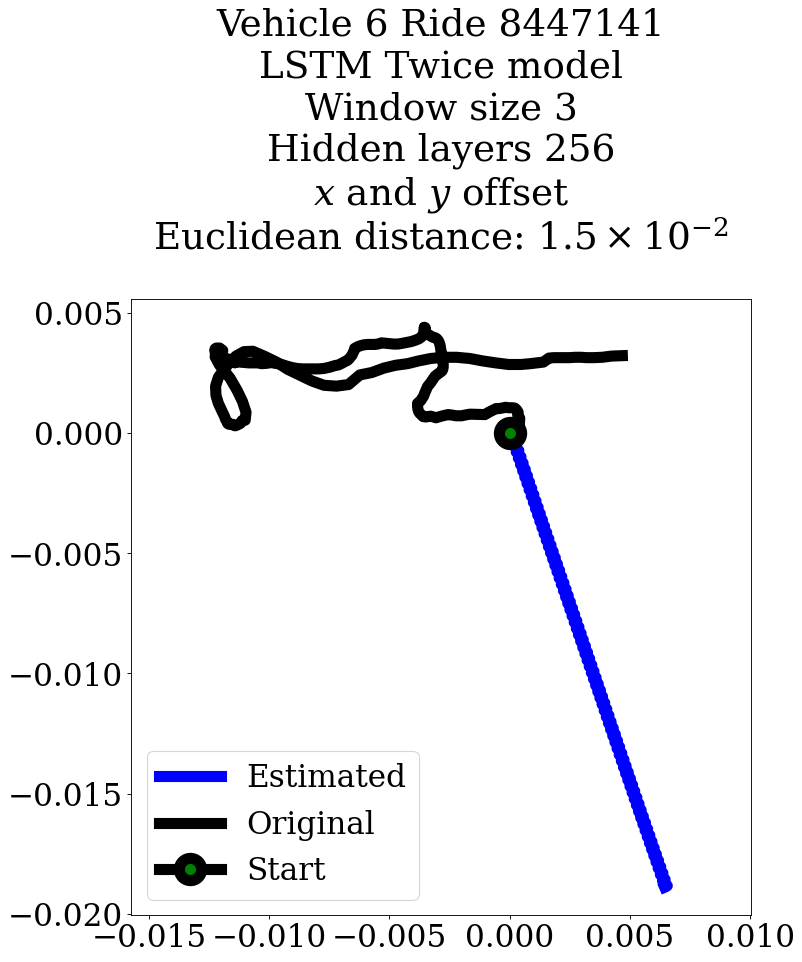 Vehicle 6 Ride 8447141
LSTM Twice model
Window size 3
Hidden layers 256
x and y offset
Euclidean distance: 1.5 × 10⁻²
0.005
0.000
−0.005
−0.010
−0.015
−0.020
Estimated
Original
Start
−0.015 −0.010 −0.005 0.000 0.005 0.010